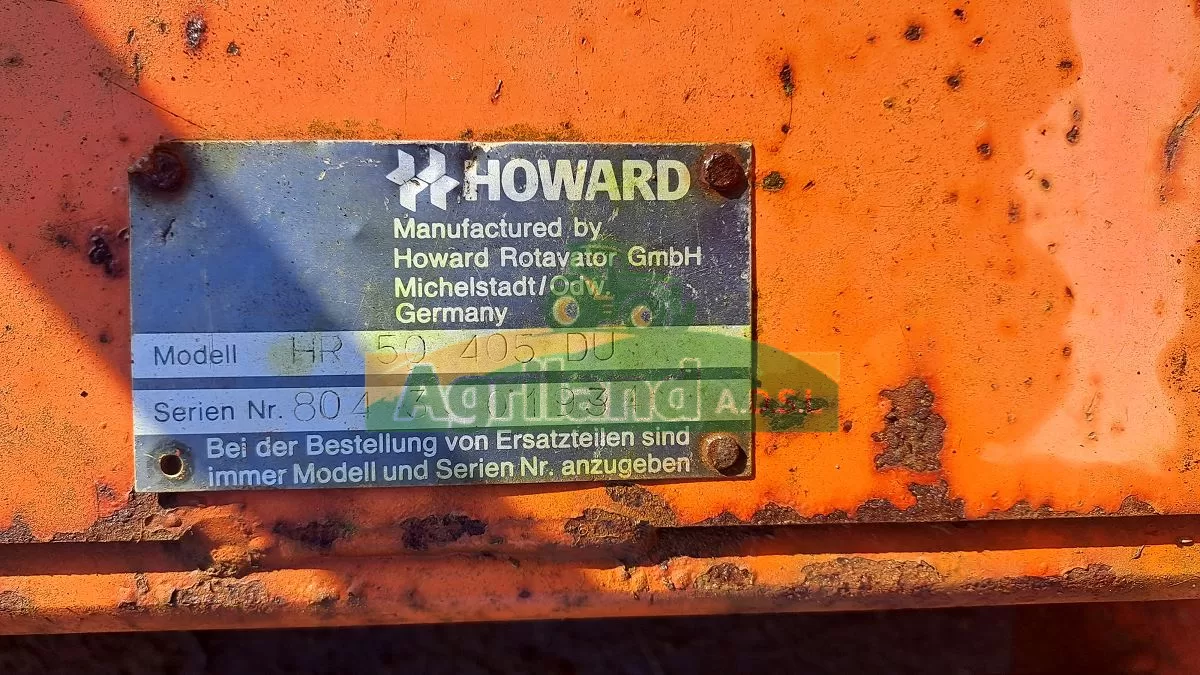 HOWARD
Manufactured by
Howard Rotavator GmbH
Michelstadt/Odw.
Germany
Modell HR 50 405 DU
Serien Nr. 804
Agriland
Bei der Bestellung von Ersatzteilen sind
immer Modell und Serien Nr. anzugeben